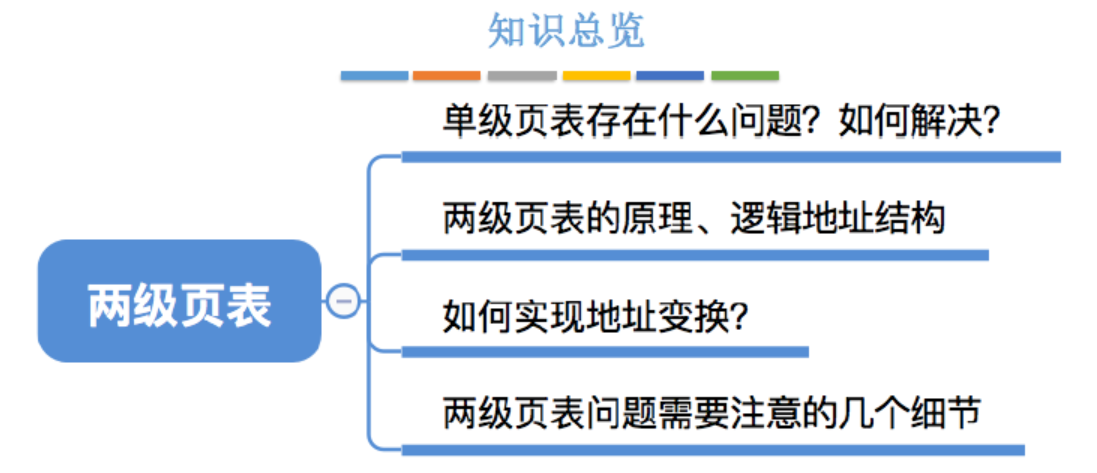 知识总览
单级页表存在什么问题？如何解决？
两级页表的原理、逻辑地址结构
两级页表
如何实现地址变换？
两级页表问题需要注意的几个细节